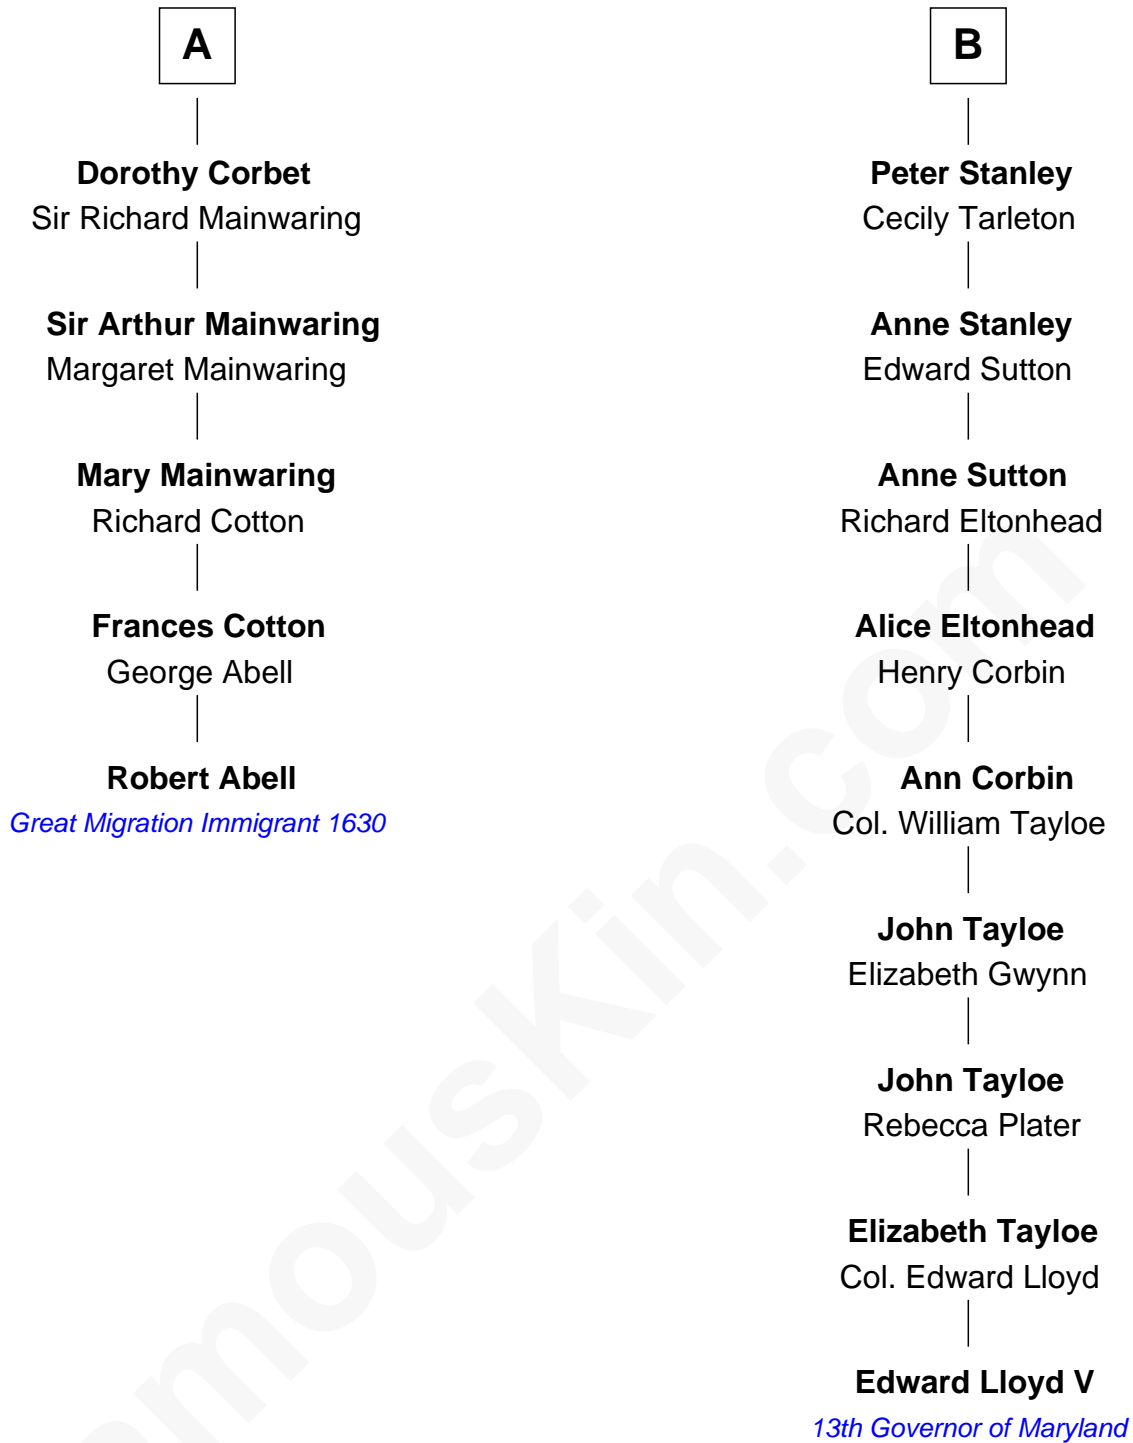 A
Dorothy Corbet
Sir Richard Mainwaring
Sir Arthur Mainwaring
Margaret Mainwaring
Mary Mainwaring
Richard Cotton
Frances Cotton
George Abell
Robert Abell
Great Migration Immigrant 1630
B
Peter Stanley
Cecily Tarleton
Anne Stanley
Edward Sutton
Anne Sutton
Richard Eltonhead
Alice Eltonhead
Henry Corbin
Ann Corbin
Col. William Tayloe
John Tayloe
Elizabeth Gwynn
John Tayloe
Rebecca Plater
Elizabeth Tayloe
Col. Edward Lloyd
Edward Lloyd V
13th Governor of Maryland
amouskin.com